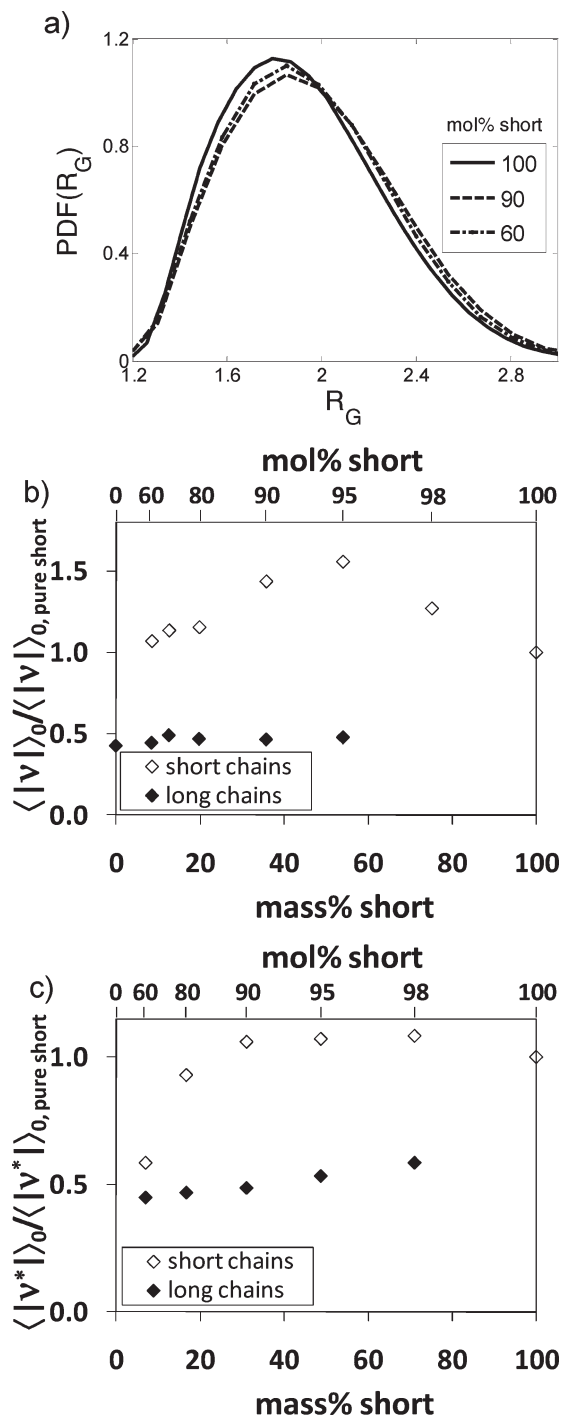 a)
1.2
0.8
0.4
0
PDF(R_G)
mol% short
100
90
60
1.2 1.6 2 2.4 2.8
R_G
mol% short
b)
0 60 80 90 95 98 100
1.5
1.0
0.5
0.0
⟨|ν|⟩₀/⟨|ν|⟩₀, pure short
short chains
long chains
0 20 40 60 80 100
mass% short
mol% short
c)
0 60 80 90 95 98 100
1.0
0.5
0.0
⟨|ν*|⟩₀/⟨|ν*|⟩₀, pure short
short chains
long chains
0 20 40 60 80 100
mass% short